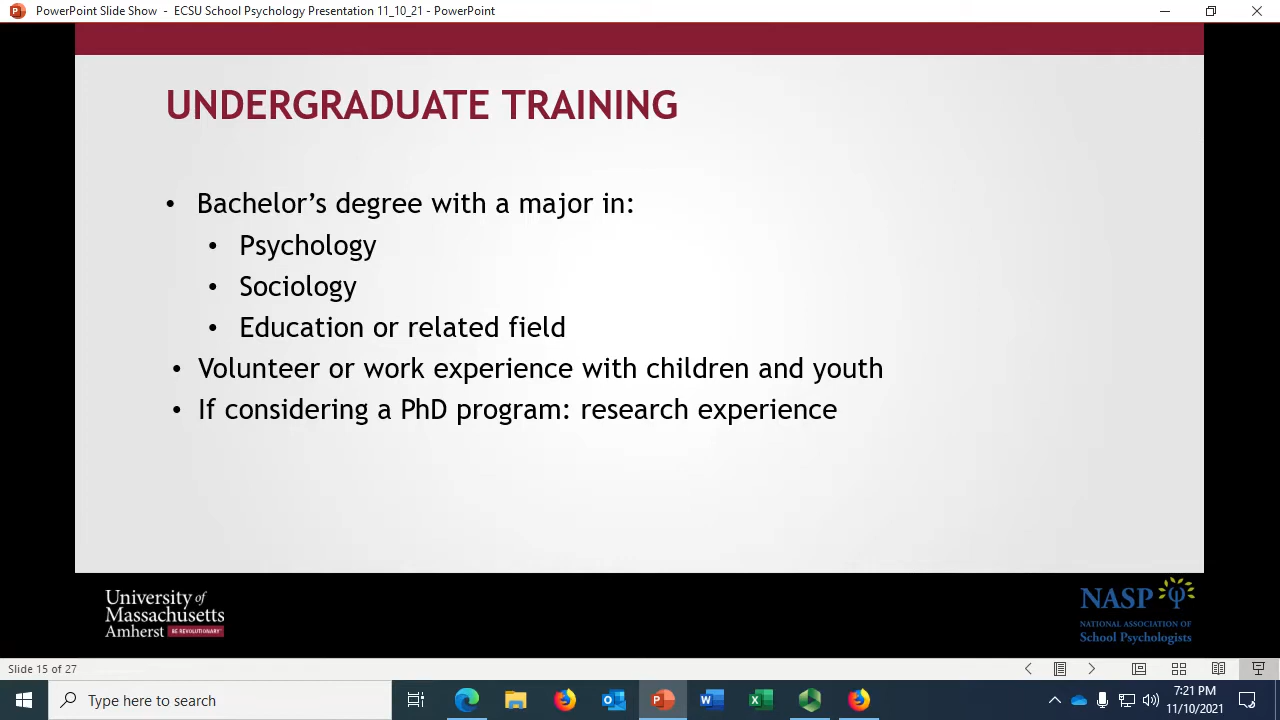 PowerPoint Slide Show - ECSU School Psychology Presentation 11_10_21 - PowerPoint
UNDERGRADUATE TRAINING
• Bachelor’s degree with a major in:
• Psychology
• Sociology
• Education or related field
• Volunteer or work experience with children and youth
• If considering a PhD program: research experience
University of
Massachusetts
Amherst BE REVOLUTIONARY
NASP
NATIONAL ASSOCIATION OF
School Psychologists
Slide 15 of 27
Type here to search
7:21 PM
11/10/2021